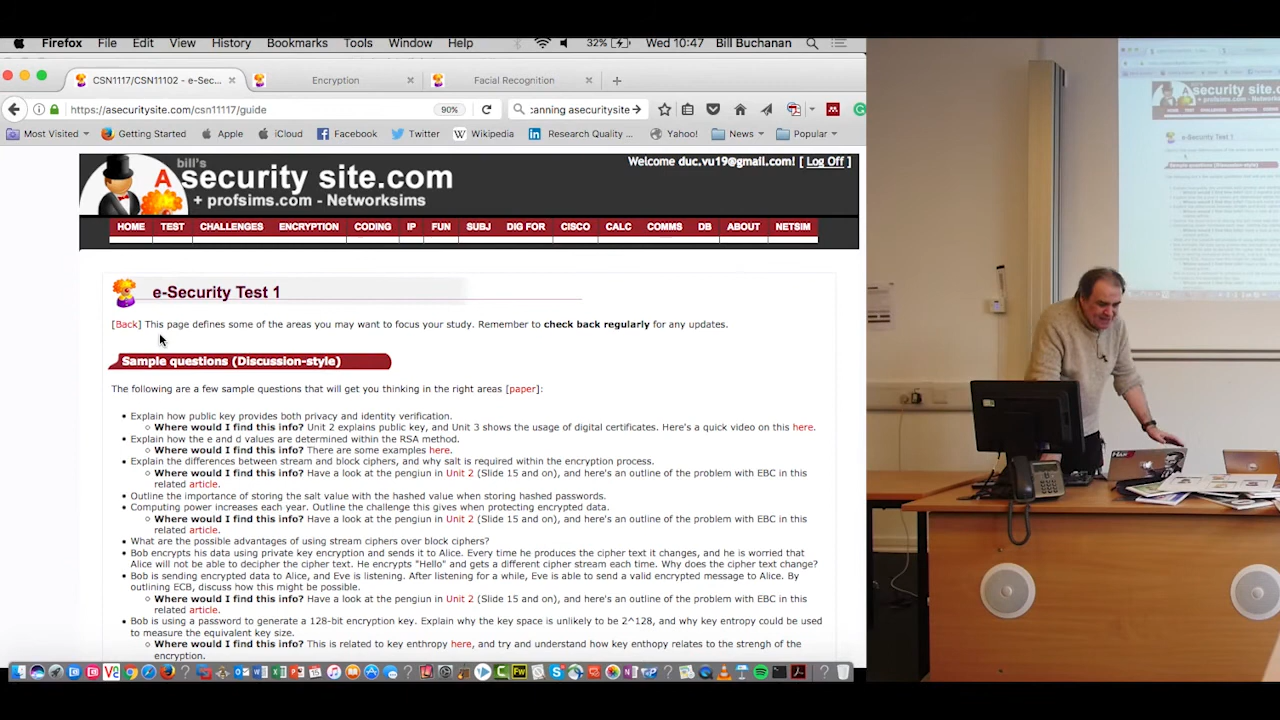 Firefox File Edit View History Bookmarks Tools Window Help 32% Wed 10:47 Bill Buchanan
CSN1117/CSN11102 - e-Sec... Encryption Facial Recognition
https://asecuritysite.com/csn11117/guide 90% :anning asecuritysite
Most Visited Getting Started Apple iCloud Facebook Twitter Wikipedia Research Quality ... Yahoo! News Popular
Welcome duc.vu19@gmail.com! [ Log Off ]
bill's
A security site.com
+ profsims.com - Networksims
HOME TEST CHALLENGES ENCRYPTION CODING IP FUN SUBJ DIG FOR CISCO CALC COMMS DB ABOUT NETSIM
e-Security Test 1
[Back] This page defines some of the areas you may want to focus your study. Remember to check back regularly for any updates.
Sample questions (Discussion-style)
The following are a few sample questions that will get you thinking in the right areas [paper]:
Explain how public key provides both privacy and identity verification.
Where would I find this info? Unit 2 explains public key, and Unit 3 shows the usage of digital certificates. Here's a quick video on this here.
Explain how the e and d values are determined within the RSA method.
Where would I find this info? There are some examples here.
Explain the differences between stream and block ciphers, and why salt is required within the encryption process.
Where would I find this info? Have a look at the penguin in Unit 2 (Slide 15 and on), and here's an outline of the problem with EBC in this
related article.
Outline the importance of storing the salt value with the hashed value when storing hashed passwords.
Computing power increases each year. Outline the challenge this gives when protecting encrypted data.
Where would I find this info? Have a look at the penguin in Unit 2 (Slide 15 and on), and here's an outline of the problem with EBC in this
related article.
What are the possible advantages of using stream ciphers over block ciphers?
Bob encrypts his data using private key encryption and sends it to Alice. Every time he produces the cipher text it changes, and he is worried that
Alice will not be able to decipher the cipher text. He encrypts "Hello" and gets a different cipher stream each time. Why does the cipher text change?
Bob is sending encrypted data to Alice, and Eve is listening. After listening for a while, Eve is able to send a valid encrypted message to Alice. By
outlining ECB, discuss how this might be possible.
Where would I find this info? Have a look at the penguin in Unit 2 (Slide 15 and on), and here's an outline of the problem with EBC in this
related article.
Bob is using a password to generate a 128-bit encryption key. Explain why the key space is unlikely to be 2^128, and why key entropy could be used
to measure the equivalent key size.
Where would I find this info? This is related to key enthropy here, and try and understand how key enthopy relates to the strengh of the
encryption.
Asecurity site.com
e-Security Test 1